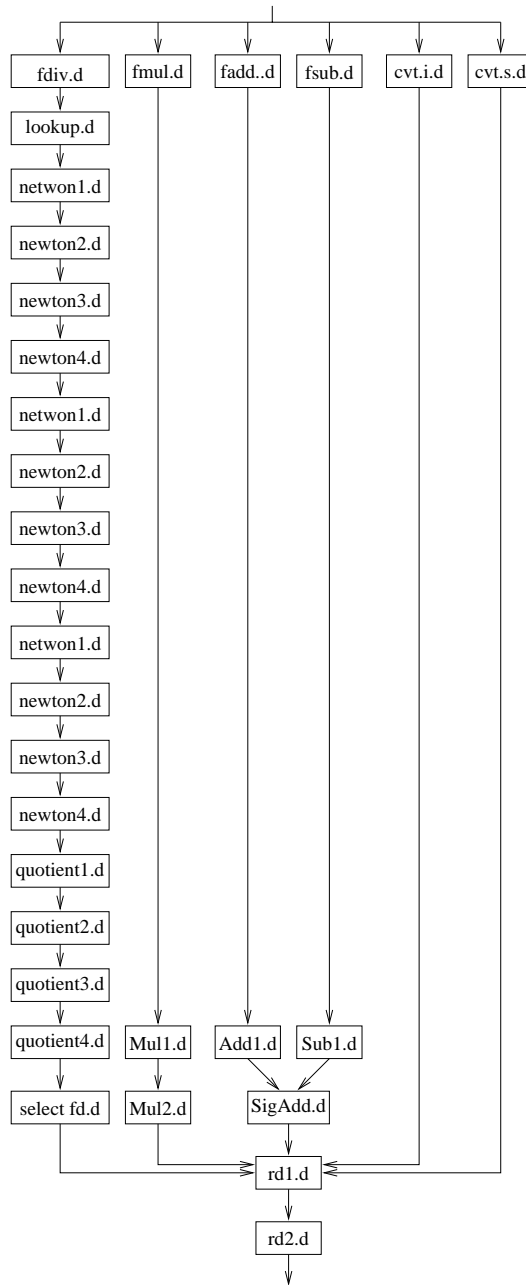 fdiv.d fmul.d fadd..d fsub.d cvt.i.d cvt.s.d
lookup.d
netwon1.d
newton2.d
newton3.d
newton4.d
netwon1.d
newton2.d
newton3.d
newton4.d
netwon1.d
newton2.d
newton3.d
newton4.d
quotient1.d
quotient2.d
quotient3.d
quotient4.d Mul1.d Add1.d Sub1.d
select fd.d Mul2.d SigAdd.d
rd1.d
rd2.d